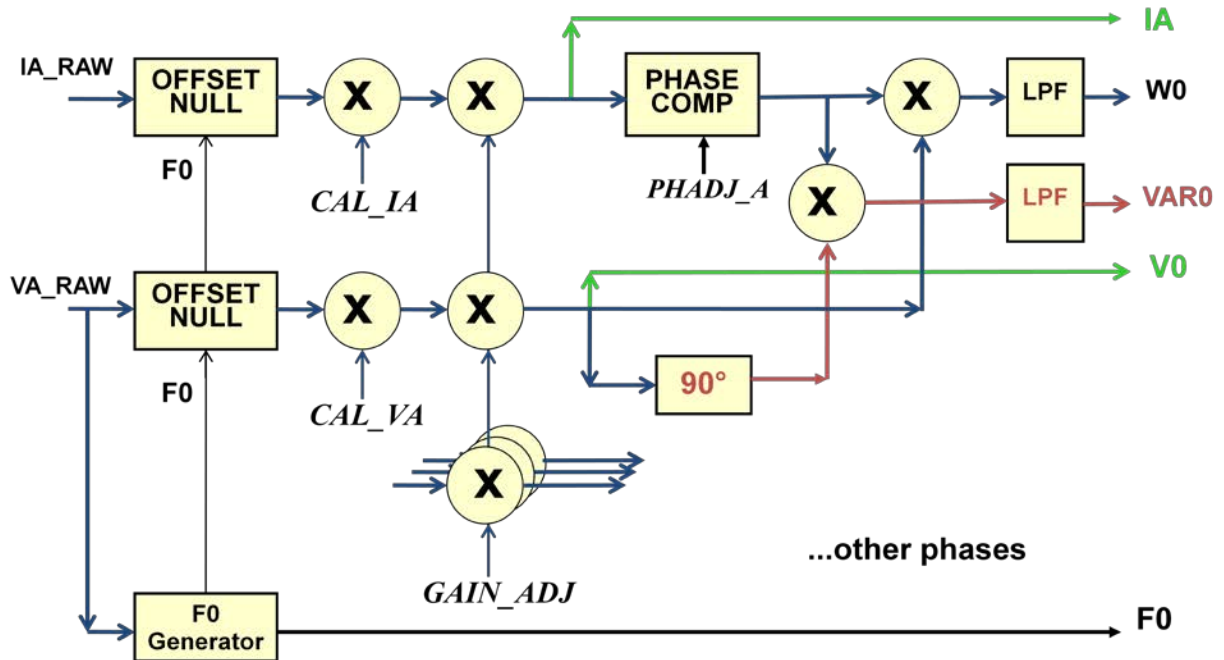 IA
IA_RAW
OFFSET
NULL
X
X
PHASE
COMP
X
LPF
W0
F0
CAL_IA
PHADJ_A
X
LPF
VAR0
VA_RAW
OFFSET
NULL
X
X
V0
F0
CAL_VA
90°
X
...other phases
GAIN_ADJ
F0
Generator
F0